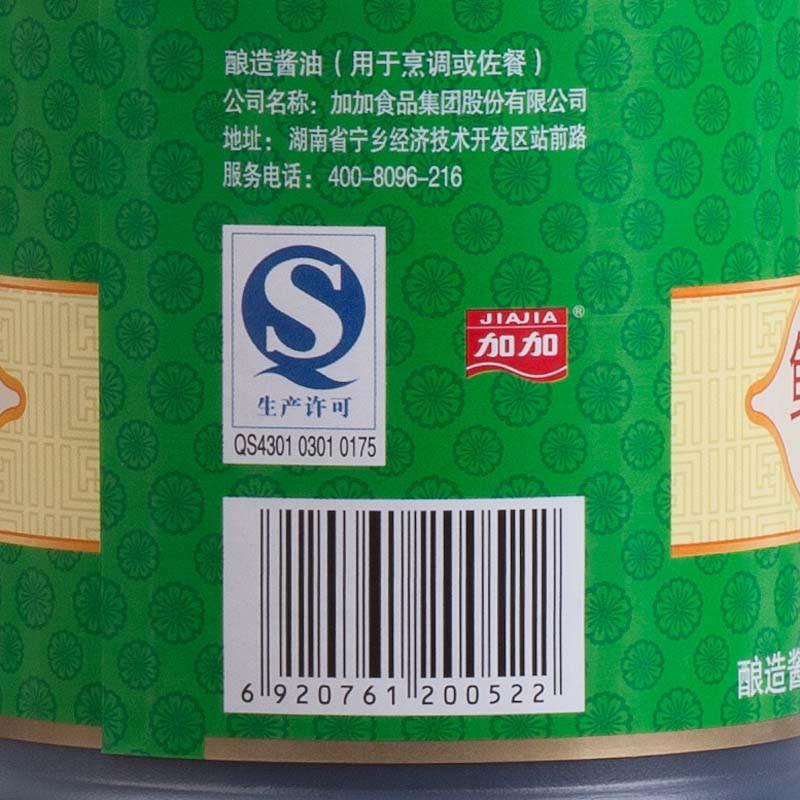 酿造酱油（用于烹调或佐餐）
公司名称：加加食品集团股份有限公司
地址：湖南省宁乡经济技术开发区站前路
服务电话：400-8096-216
生产许可
QS4301 0301 0175
JIAJIA®
加加
6 920761 200522
酿造酱